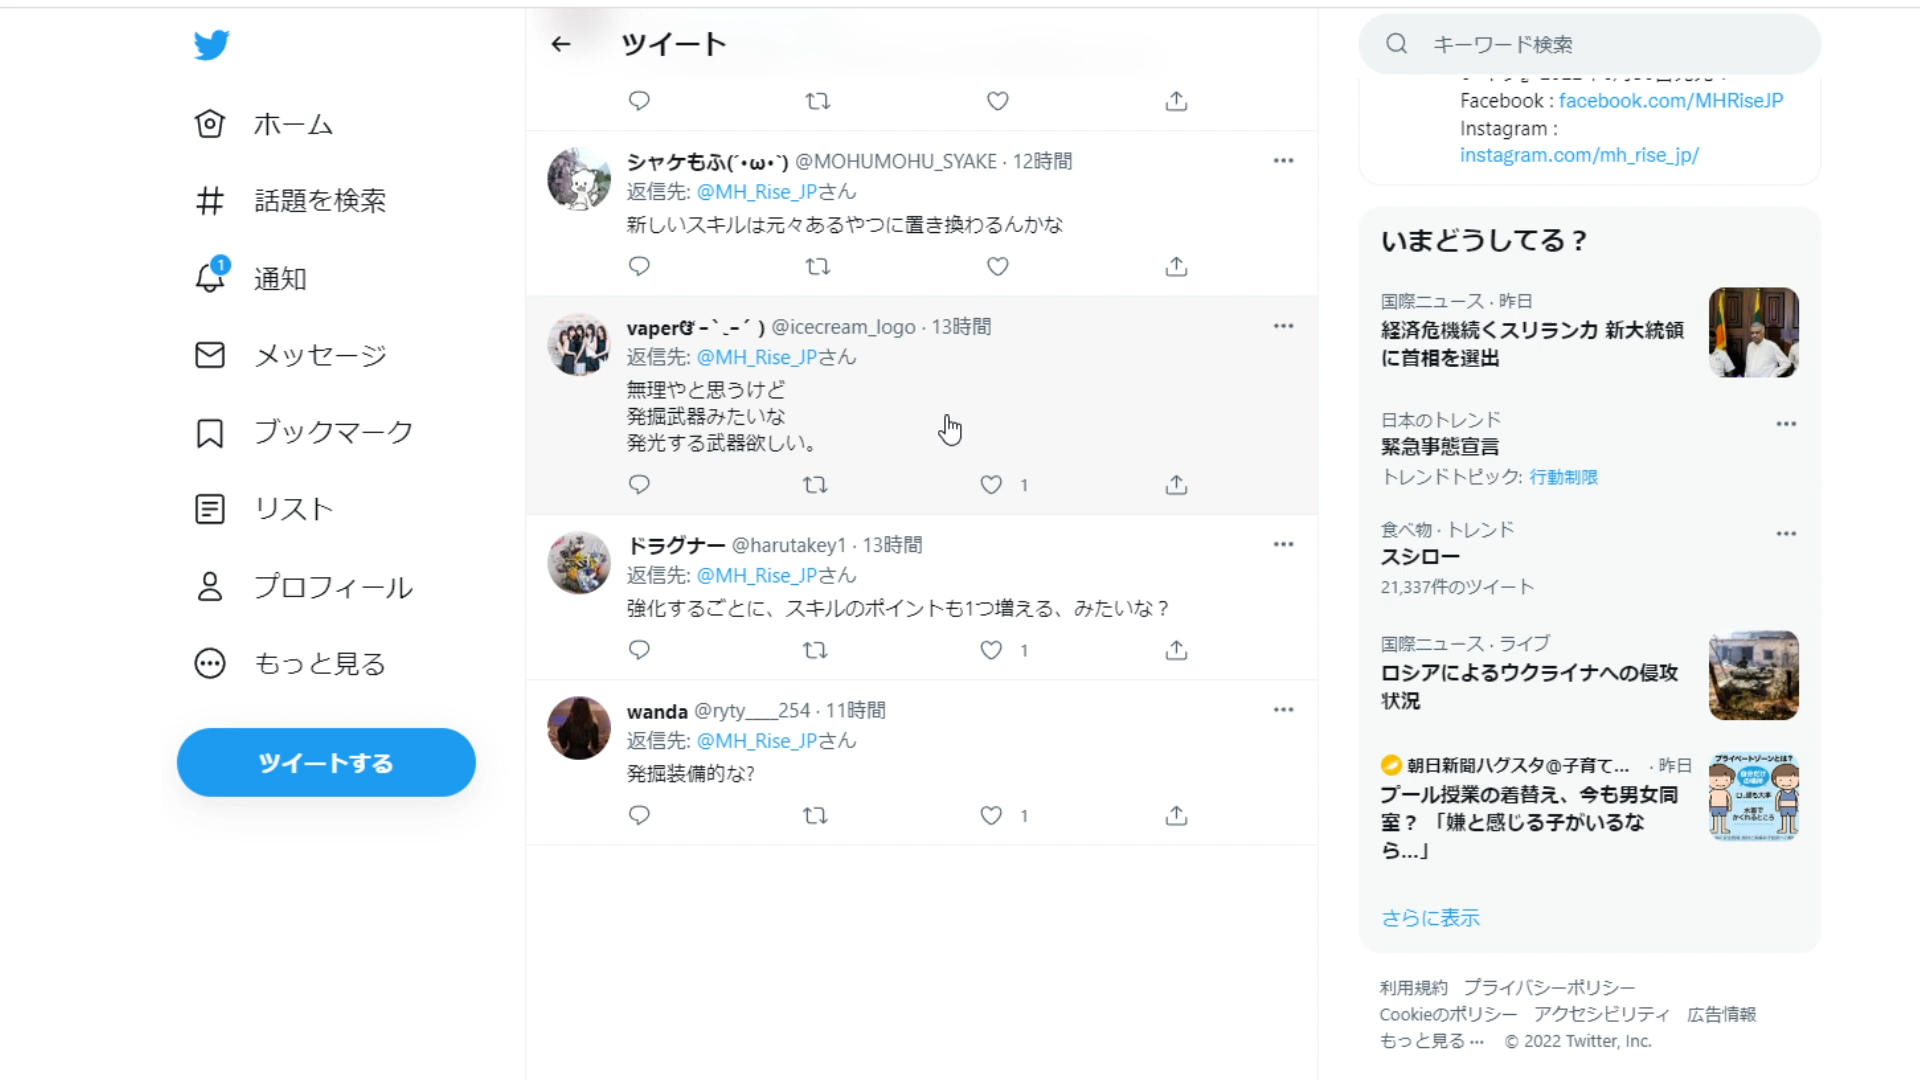 ホーム
話題を検索
1
通知
メッセージ
ブックマーク
リスト
プロフィール
もっと見る
ツイートする
ツイート
シャケもふ(´•ω•`) @MOHUMOHU_SYAKE · 12時間
返信先: @MH_Rise_JPさん
新しいスキルは元々あるやつに置き換わるんかな
@icecream_logo · 13時間
返信先: @MH_Rise_JPさん
無理やと思うけど
発掘武器みたいな
発光する武器欲しい。
1
ドラグナー @harutakey1 · 13時間
返信先: @MH_Rise_JPさん
強化するごとに、スキルのポイントも1つ増える、みたいな？
1
wanda @ryty____254 · 11時間
返信先: @MH_Rise_JPさん
発掘装備的な?
1
キーワード検索
Facebook : facebook.com/MHRiseJP
Instagram :
instagram.com/mh_rise_jp/
いまどうしてる？
国際ニュース · 昨日
経済危機続くスリランカ 新大統領
に首相を選出
日本のトレンド
緊急事態宣言
トレンドトピック: 行動制限
食べ物 · トレンド
スシロー
21,337件のツイート
国際ニュース · ライブ
ロシアによるウクライナへの侵攻
状況
朝日新聞ハグスタ@子育て... · 昨日
プール授業の着替え、今も男女同
室？ 「嫌と感じる子がいるな
ら...」
プライベートゾーンとは?
さらに表示
利用規約 プライバシーポリシー
Cookieのポリシー アクセシビリティ 広告情報
もっと見る ··· © 2022 Twitter, Inc.